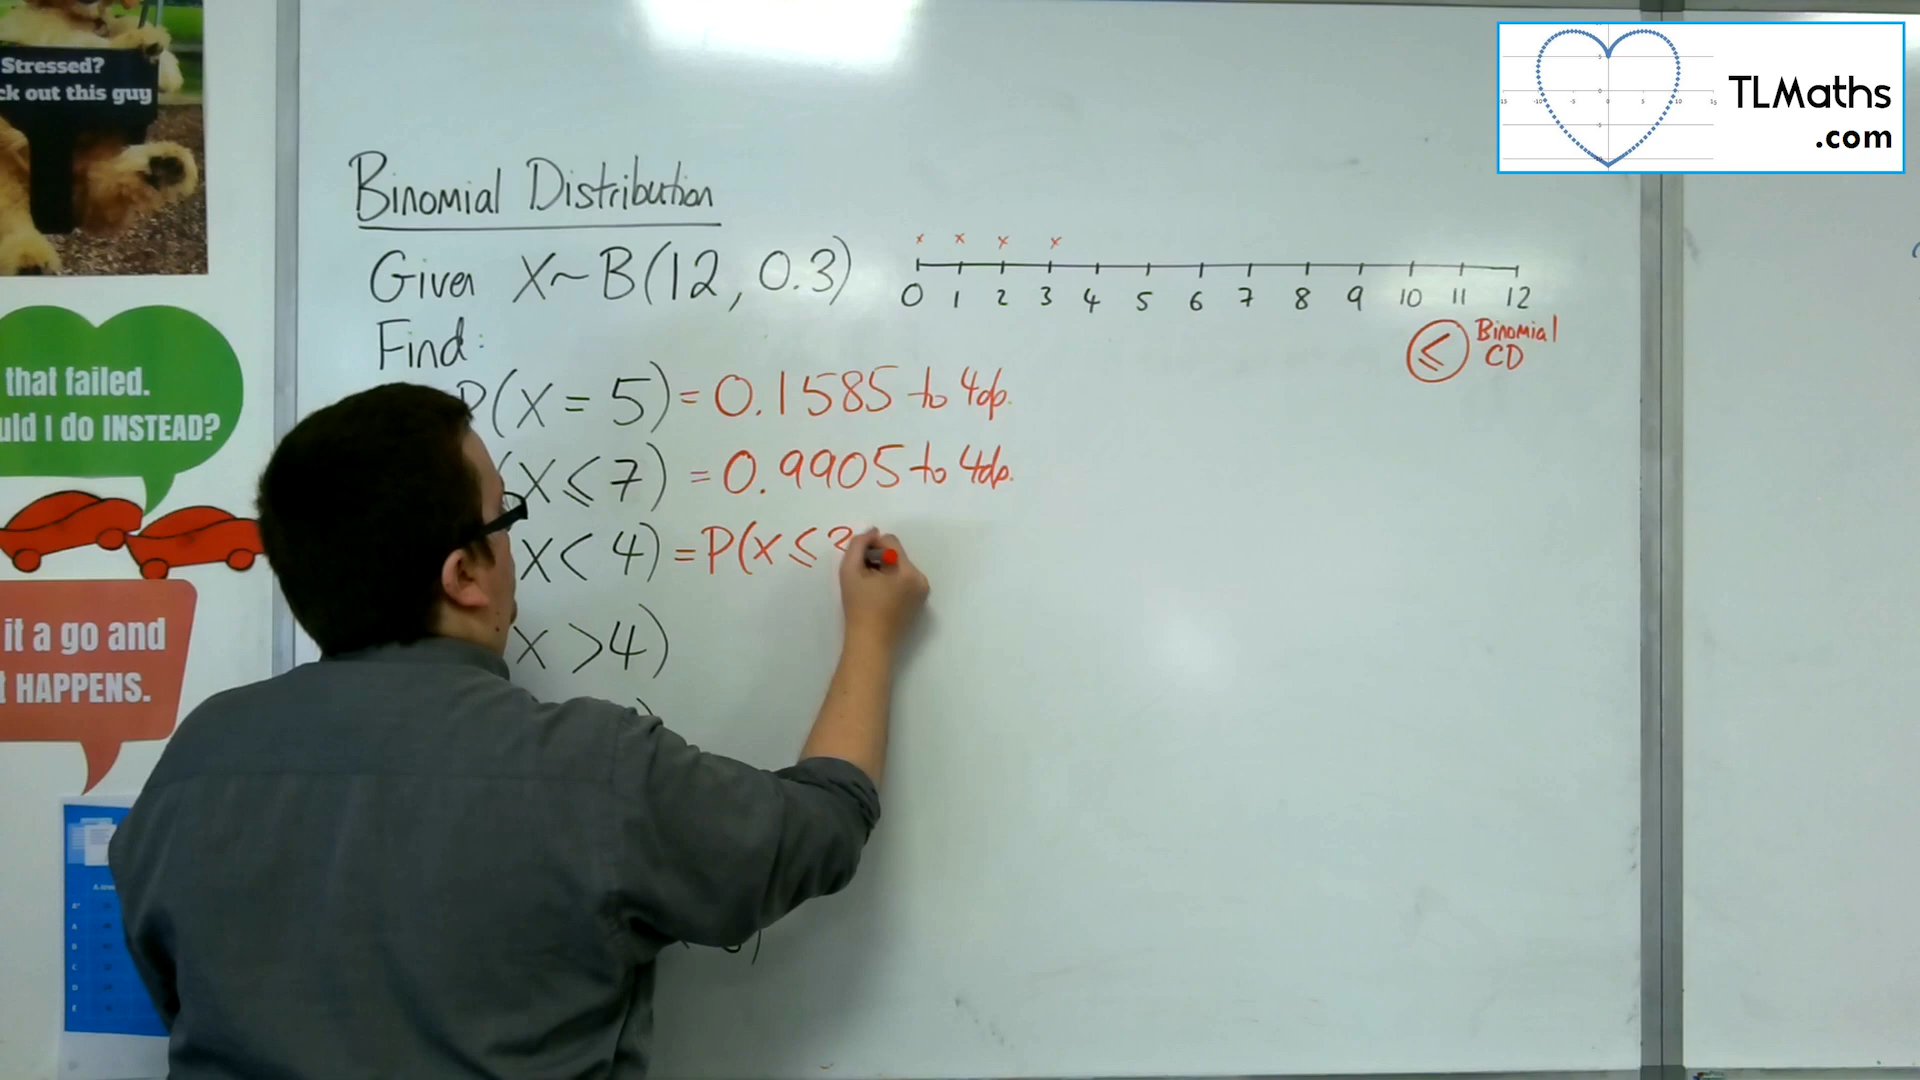 Stressed?
ck out this guy
TLMaths
.com
Binomial Distribution
Given X~B(12, 0.3)
0 1 2 3 4 5 6 7 8 9 10 11 12
Find:
≤ Binomial
CD
P(X = 5) = 0.1585 to 4dp.
(X ≤ 7) = 0.9905 to 4dp.
X < 4) = P(X ≤ 3
X > 4)
that failed.
uld I do INSTEAD?
it a go and
HAPPENS.